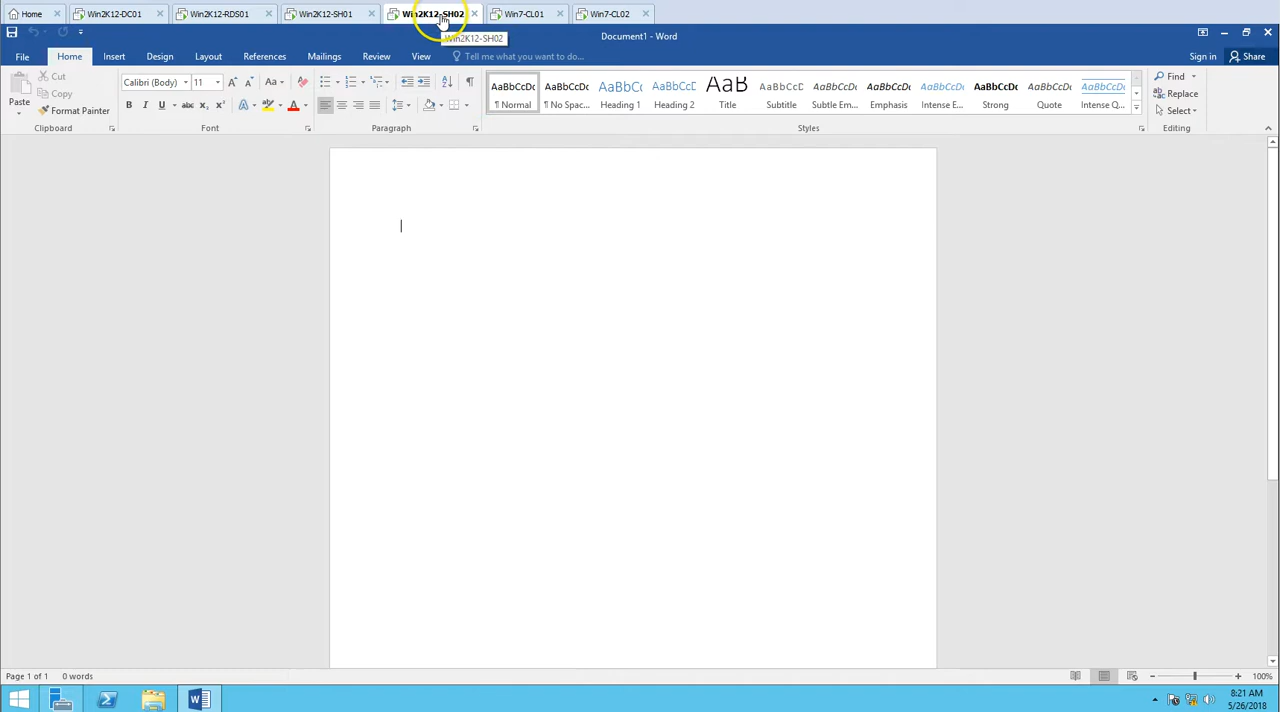 Home Win2K12-DC01 Win2K12-RDS01 Win2K12-SH01 Win2K12-SH02 Win7-CL01 Win7-CL02
Win2K12-SH02
Document1 - Word
File Home Insert Design Layout References Mailings Review View Tell me what you want to do... Sign in Share
Cut
Copy
Paste
Format Painter
Calibri (Body) 11
Clipboard Font Paragraph Styles Editing
AaBbCcDc AaBbCcDc AaBbCc AaBbCcD AaB AaBbCcD AaBbCcDc AaBbCcDc AaBbCcDc AaBbCcDc AaBbCcDc AaBbCcDc
¶ Normal ¶ No Spac... Heading 1 Heading 2 Title Subtitle Subtle Em... Emphasis Intense E... Strong Quote Intense Q...
Find
Replace
Select
Page 1 of 1 0 words 100%
8:21 AM
5/26/2018